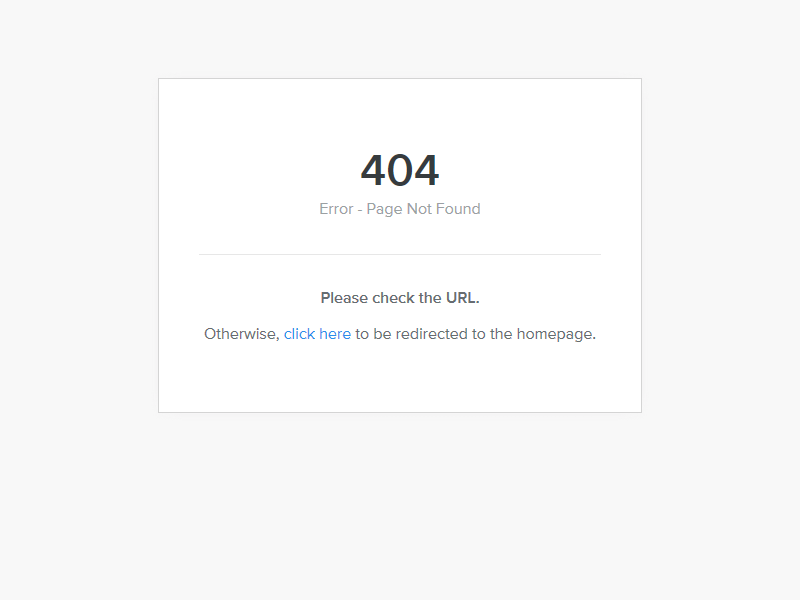 404
Error - Page Not Found
Please check the URL.
Otherwise, click here to be redirected to the homepage.